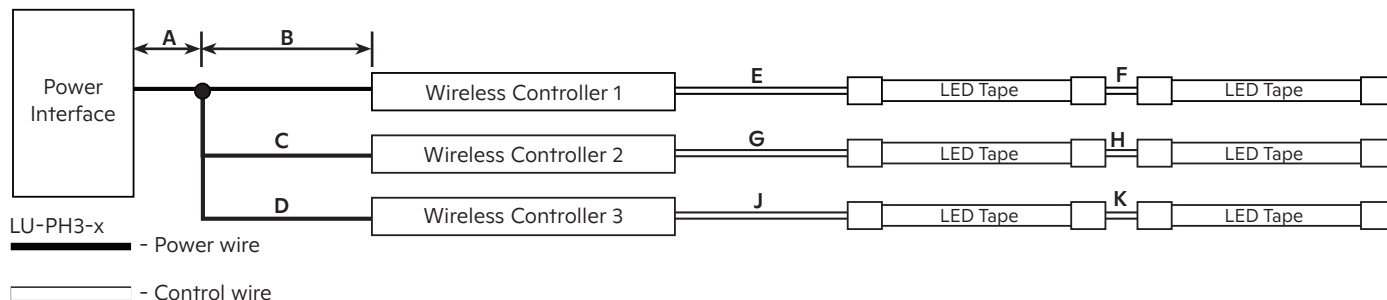 A
B
Power
Interface
Wireless Controller 1
E
LED Tape
F
LED Tape
C
Wireless Controller 2
G
LED Tape
H
LED Tape
D
Wireless Controller 3
J
LED Tape
K
LED Tape
LU-PH3-x
- Power wire
- Control wire